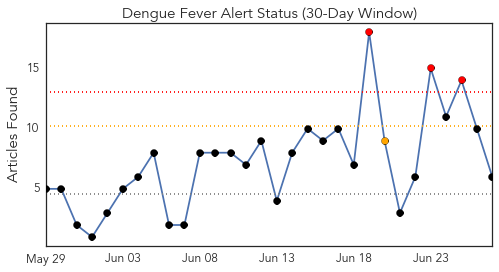 Dengue Fever Alert Status (30-Day Window)
Articles Found
15
10
5
May 29 Jun 03 Jun 08 Jun 13 Jun 18 Jun 23